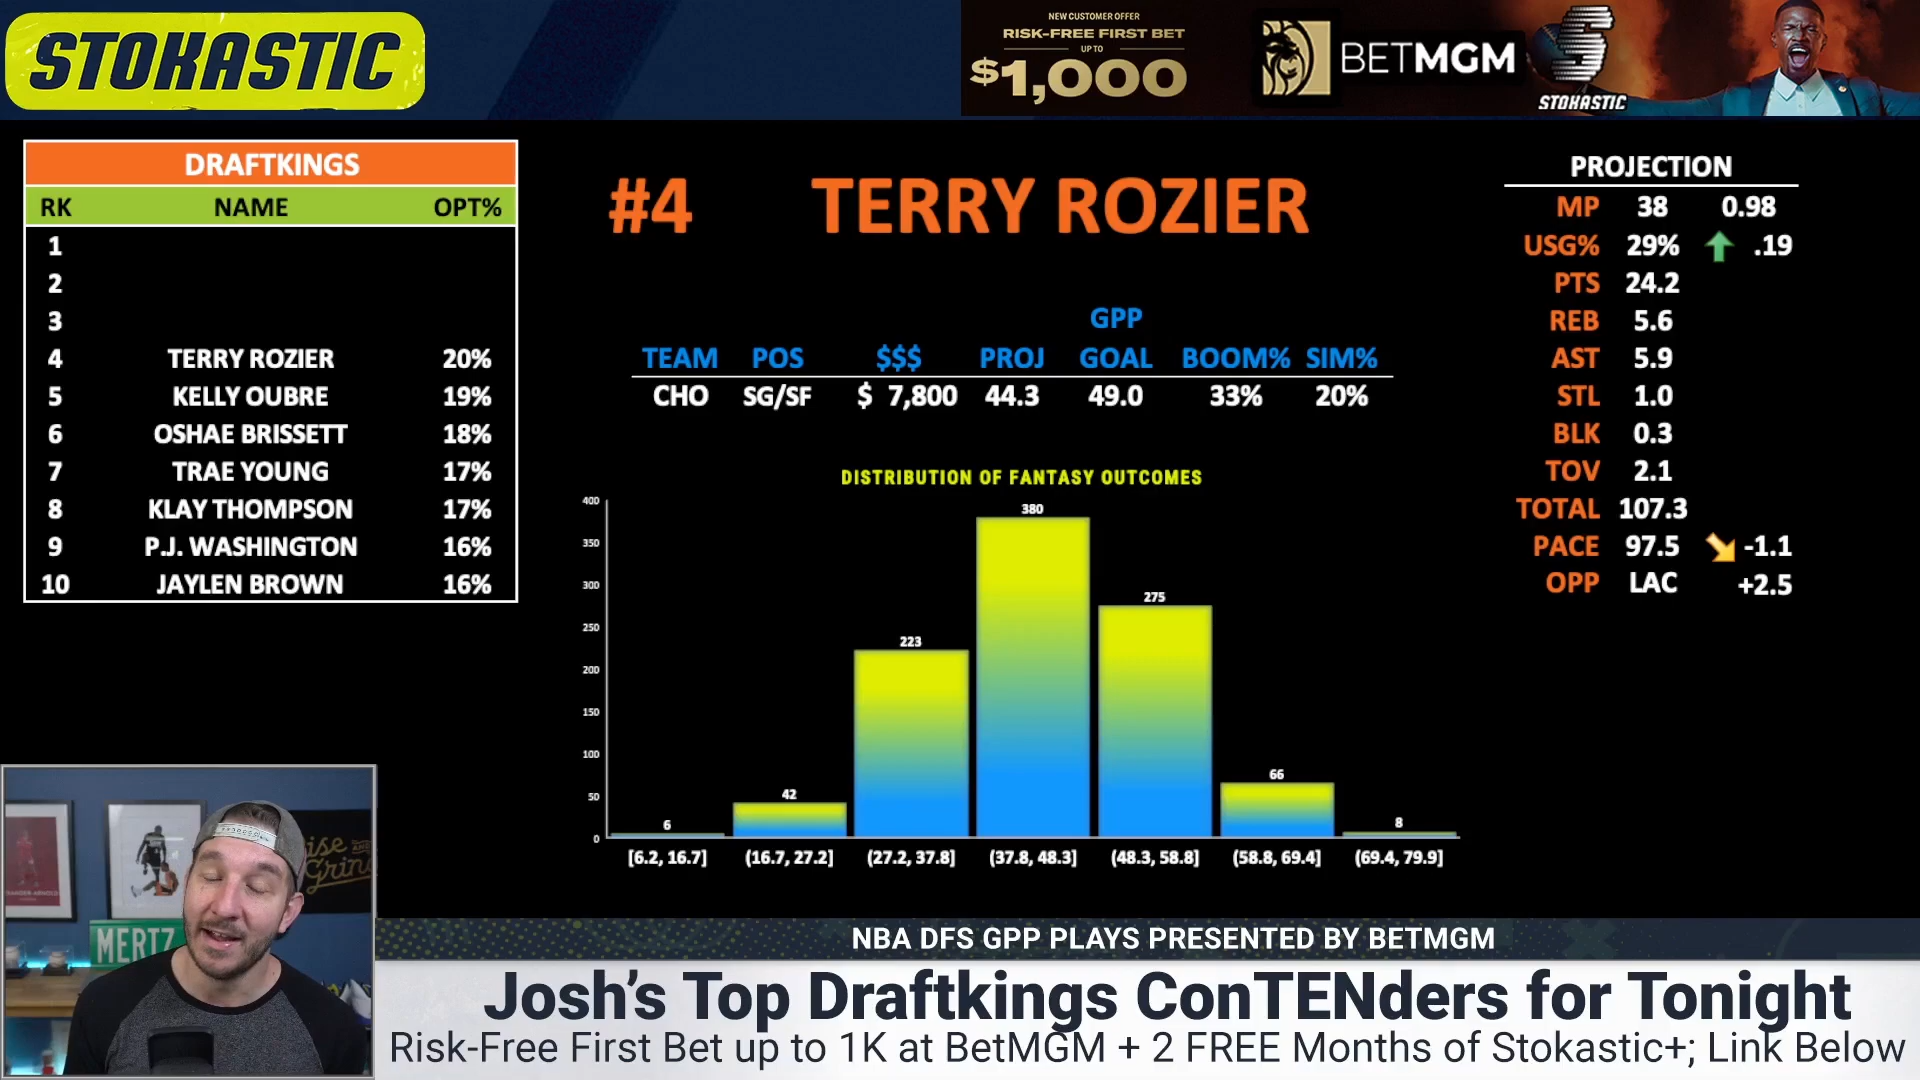 STOKASTIC
NEW CUSTOMER OFFER
RISK-FREE FIRST BET
UP TO
$1,000
BETMGM
STOKASTIC
DRAFTKINGS
RK NAME OPT%
1
2
3
4 TERRY ROZIER 20%
5 KELLY OUBRE 19%
6 OSHAE BRISSETT 18%
7 TRAE YOUNG 17%
8 KLAY THOMPSON 17%
9 P.J. WASHINGTON 16%
10 JAYLEN BROWN 16%
#4 TERRY ROZIER
GPP
TEAM POS $$$ PROJ GOAL BOOM% SIM%
CHO SG/SF $ 7,800 44.3 49.0 33% 20%
PROJECTION
MP 38 0.98
USG% 29% .19
PTS 24.2
REB 5.6
AST 5.9
STL 1.0
BLK 0.3
TOV 2.1
TOTAL 107.3
PACE 97.5 -1.1
OPP LAC +2.5
DISTRIBUTION OF FANTASY OUTCOMES
400
350
300
250
200
150
100
50
0
6
42
223
380
275
66
8
[6.2, 16.7] (16.7, 27.2] (27.2, 37.8] (37.8, 48.3] (48.3, 58.8] (58.8, 69.4] (69.4, 79.9]
MERTZ
NBA DFS GPP PLAYS PRESENTED BY BETMGM
Josh's Top Draftkings ConTENders for Tonight
Risk-Free First Bet up to 1K at BetMGM + 2 FREE Months of Stokastic+; Link Below